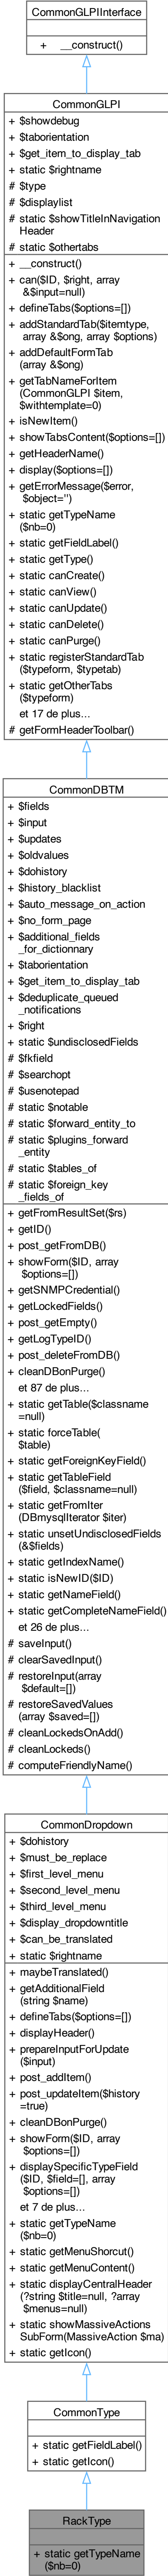 CommonGLPIInterface
+ __construct()
CommonGLPI
+ $showdebug
+ $taborientation
+ $get_item_to_display_tab
+ static $rightname
# $type
# $displaylist
# static $showTitleInNavigation
Header
# static $othertabs
+ __construct()
+ can($ID, $right, array
&$input=null)
+ defineTabs($options=[])
+ addStandardTab($itemtype,
array &$ong, array $options)
+ addDefaultFormTab
(array &$ong)
+ getTabNameForItem
(CommonGLPI $item,
$withtemplate=0)
+ isNewItem()
+ showTabsContent($options=[])
+ getHeaderName()
+ display($options=[])
+ getErrorMessage($error,
$object='')
+ static getTypeName
($nb=0)
+ static getFieldLabel()
+ static getType()
+ static canCreate()
+ static canView()
+ static canUpdate()
+ static canDelete()
+ static canPurge()
+ static registerStandardTab
($typeform, $typetab)
+ static getOtherTabs
($typeform)
et 17 de plus...
# getFormHeaderToolbar()
CommonDBTM
+ $fields
+ $input
+ $updates
+ $oldvalues
+ $dohistory
+ $history_blacklist
+ $auto_message_on_action
+ $no_form_page
+ $additional_fields
_for_dictionnary
+ $taborientation
+ $get_item_to_display_tab
+ $deduplicate_queued
_notifications
+ $right
+ static $undisclosedFields
# $fkfield
# $searchopt
# $usenotepad
# static $notable
# static $forward_entity_to
# static $plugins_forward
_entity
# static $tables_of
# static $foreign_key
_fields_of
+ getFromResultSet($rs)
+ getID()
+ post_getFromDB()
+ showForm($ID, array
$options=[])
+ getSNMPCredential()
+ getLockedFields()
+ post_getEmpty()
+ getLogTypeID()
+ post_deleteFromDB()
+ cleanDBonPurge()
et 87 de plus...
+ static getTable($classname
=null)
+ static forceTable(
$table)
+ static getForeignKeyField()
+ static getTableField
($field, $classname=null)
+ static getFromIter
(DBmysqlIterator $iter)
+ static unsetUndisclosedFields
(&$fields)
+ static getIndexName()
+ static isNewID($ID)
+ static getNameField()
+ static getCompleteNameField()
et 26 de plus...
# saveInput()
# clearSavedInput()
# restoreInput(array
$default=[])
# restoreSavedValues
(array $saved=[])
# cleanLockedsOnAdd()
# cleanLockeds()
# computeFriendlyName()
CommonDropdown
+ $dohistory
+ $must_be_replace
+ $first_level_menu
+ $second_level_menu
+ $third_level_menu
+ $display_dropdowntitle
+ $can_be_translated
+ static $rightname
+ maybeTranslated()
+ getAdditionalField
(string $name)
+ defineTabs($options=[])
+ displayHeader()
+ prepareInputForUpdate
($input)
+ post_addItem()
+ post_updateItem($history
=true)
+ cleanDBonPurge()
+ showForm($ID, array
$options=[])
+ displaySpecificTypeField
($ID, $field=[], array
$options=[])
et 7 de plus...
+ static getTypeName
($nb=0)
+ static getMenuShorcut()
+ static getMenuContent()
+ static displayCentralHeader
(?string $title=null, ?array
$menus=null)
+ static showMassiveActions
SubForm(MassiveAction $ma)
+ static getIcon()
CommonType
+ static getFieldLabel()
+ static getIcon()
RackType
+ static getTypeName
($nb=0)